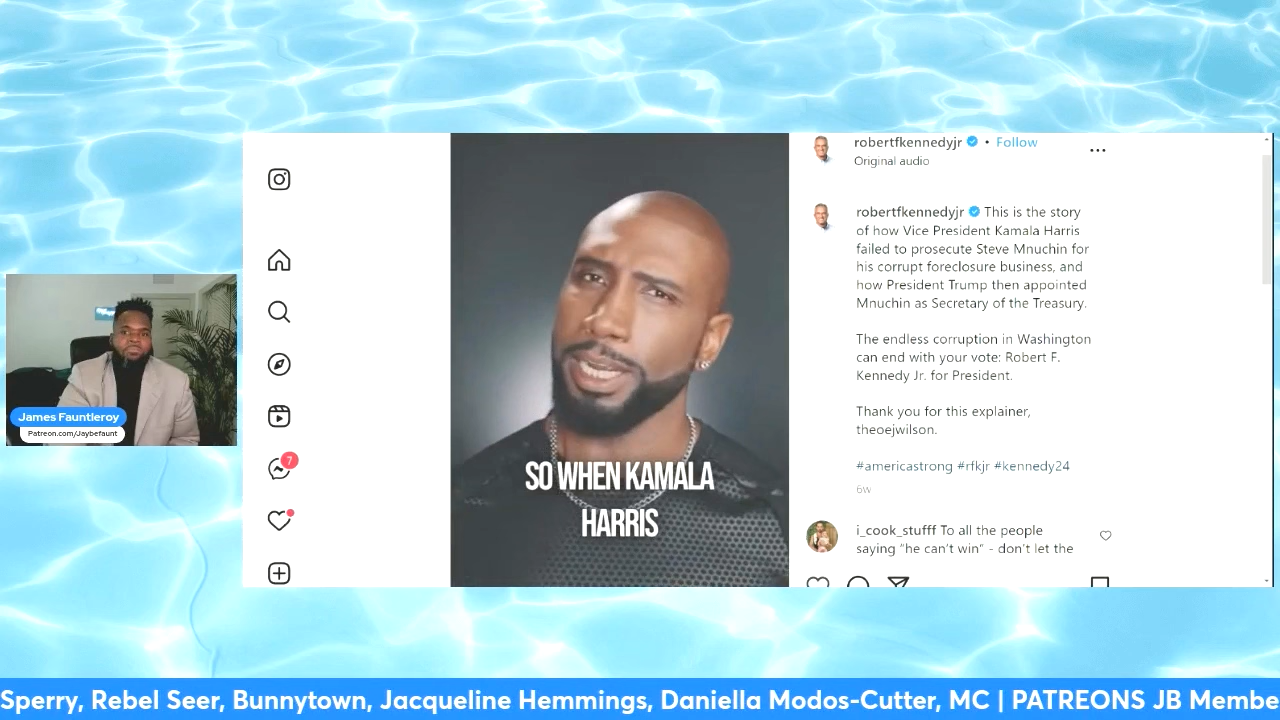 James Fauntleroy
Patreon.com/Jaybefaunt
7
SO WHEN KAMALA
HARRIS
robertfkennedyjr • Follow
Original audio
robertfkennedyjr This is the story
of how Vice President Kamala Harris
failed to prosecute Steve Mnuchin for
his corrupt foreclosure business, and
how President Trump then appointed
Mnuchin as Secretary of the Treasury.
The endless corruption in Washington
can end with your vote: Robert F.
Kennedy Jr. for President.
Thank you for this explainer,
theoejwilson.
#americastrong #rfkjr #kennedy24
6w
i_cook_stufff To all the people
saying "he can't win" - don't let the
Sperry, Rebel Seer, Bunnytown, Jacqueline Hemmings, Daniella Modos-Cutter, MC | PATREONS JB Membe